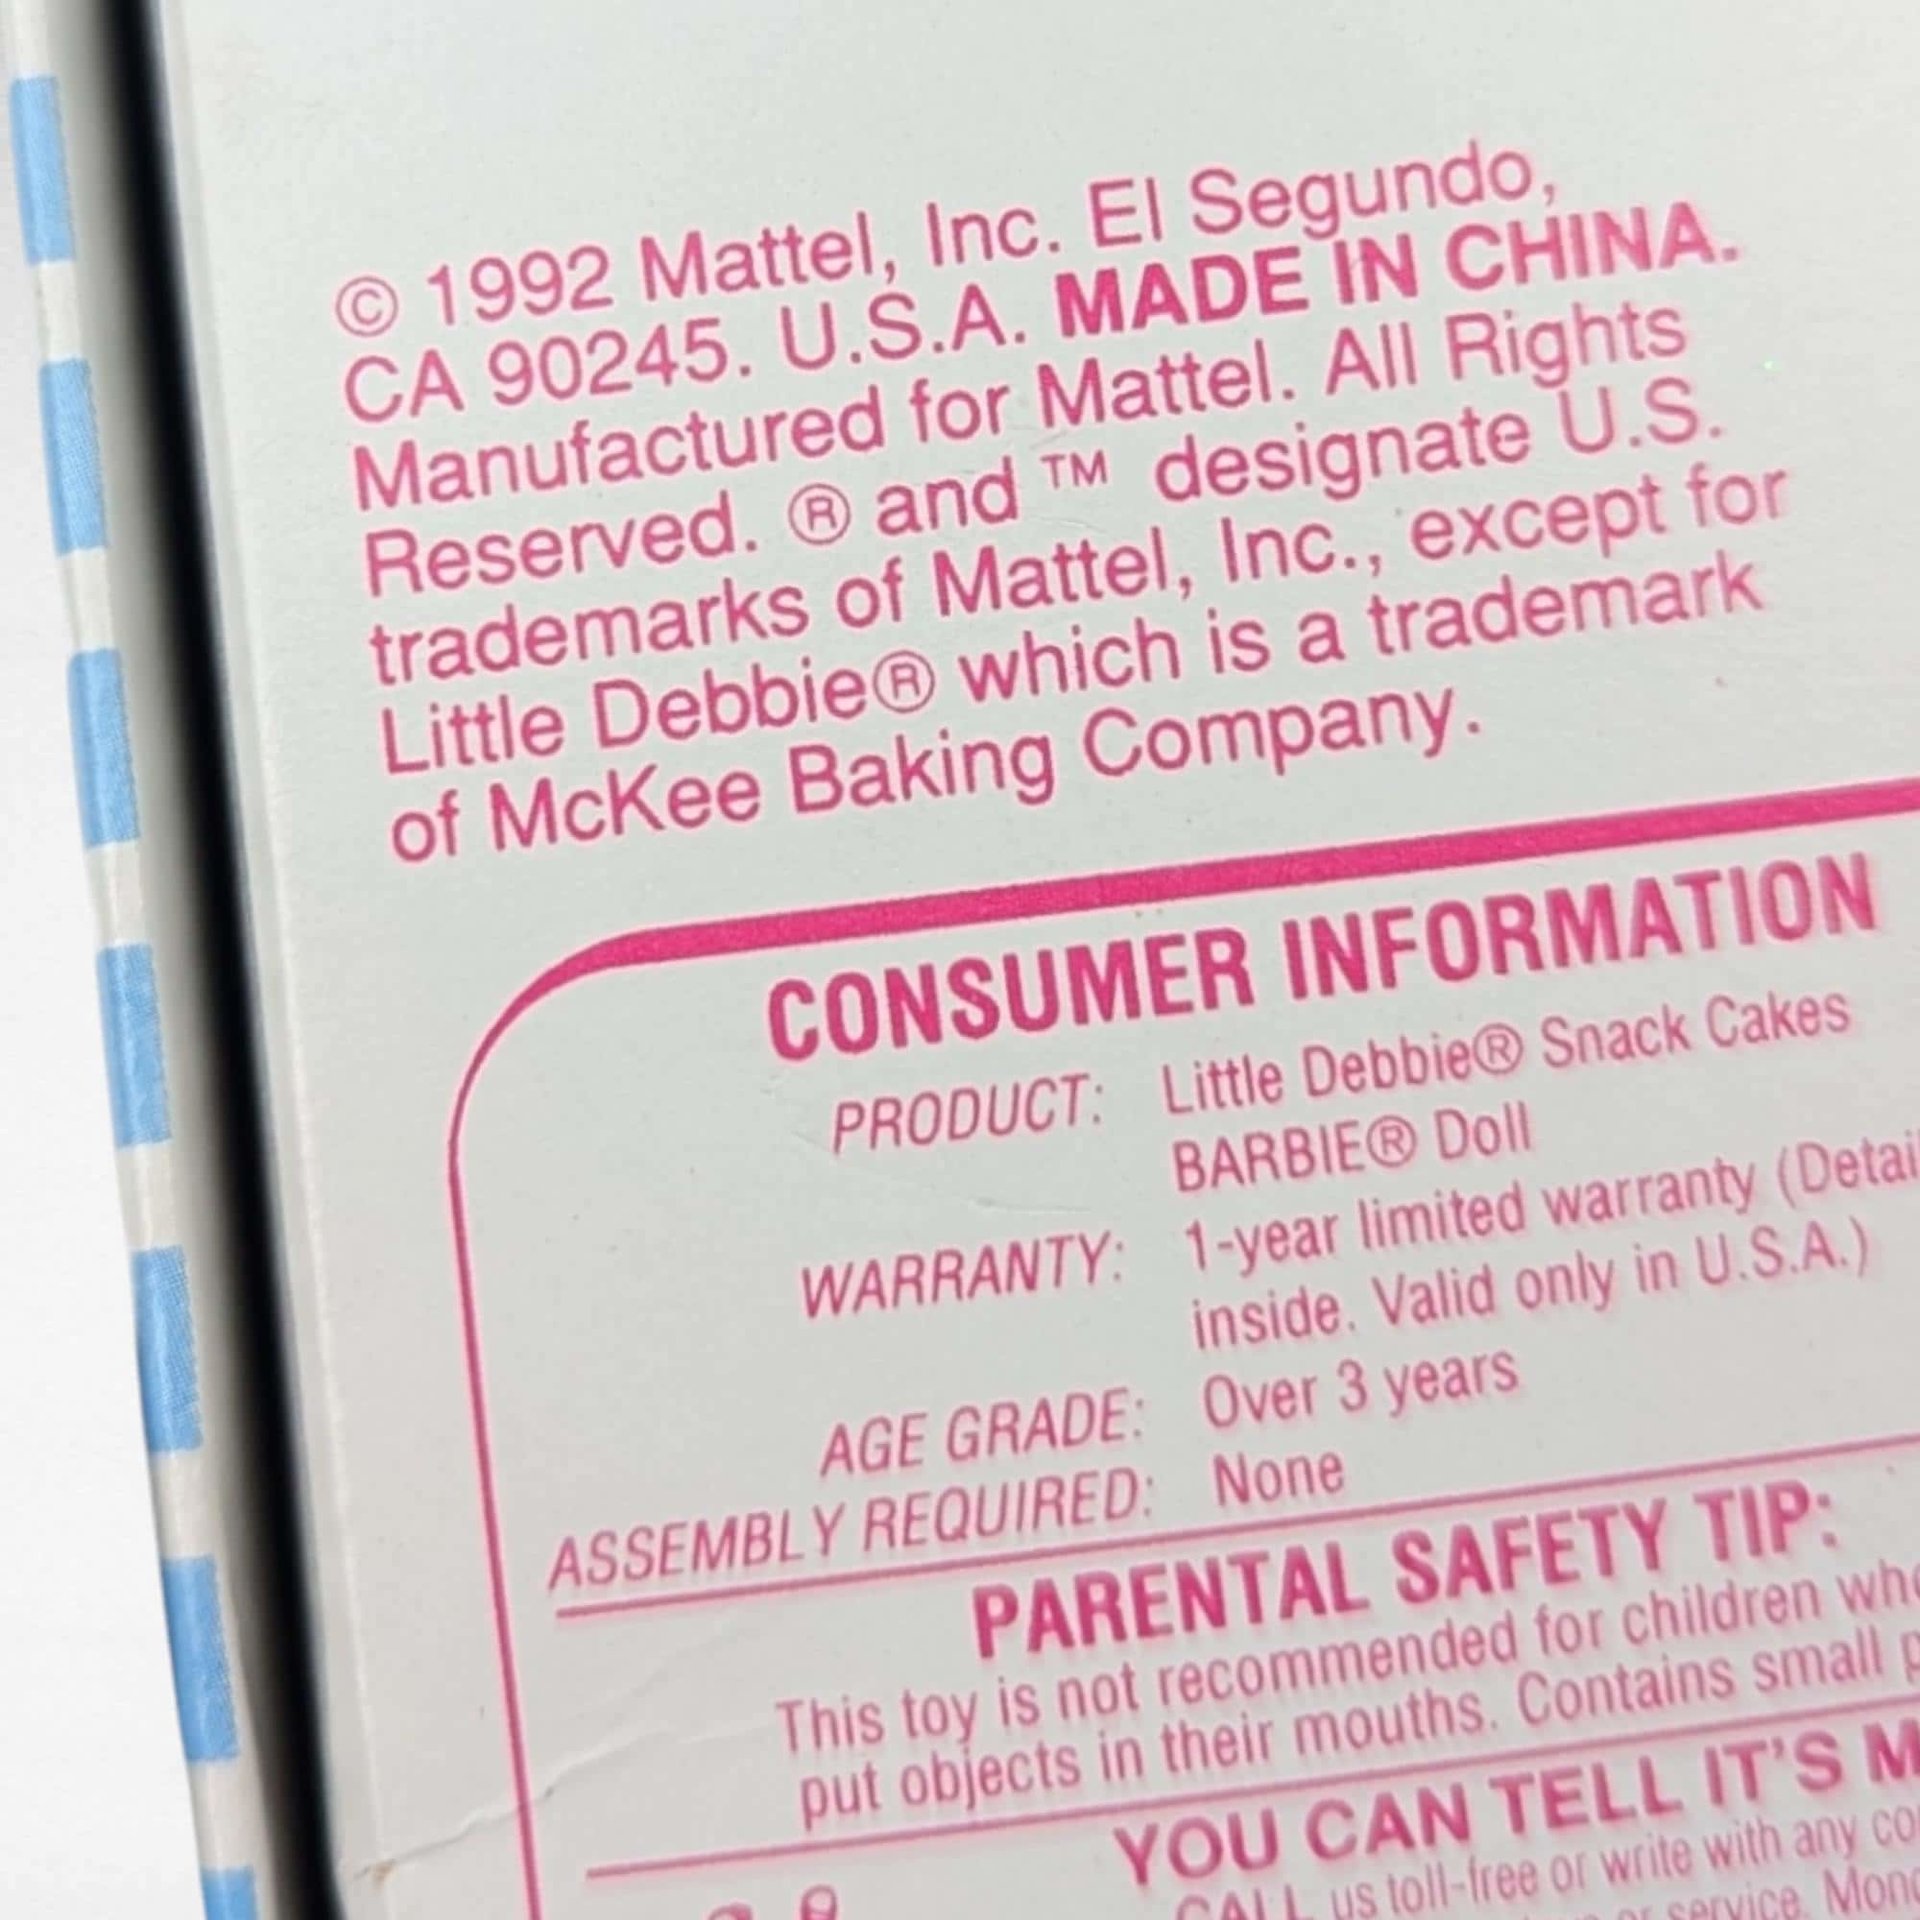 © 1992 Mattel, Inc. El Segundo,
CA 90245. U.S.A. MADE IN CHINA.
Manufactured for Mattel. All Rights
Reserved. ® and ™ designate U.S.
trademarks of Mattel, Inc., except for
Little Debbie® which is a trademark
of McKee Baking Company.
CONSUMER INFORMATION
PRODUCT: Little Debbie® Snack Cakes
BARBIE® Doll
WARRANTY: 1-year limited warranty (Detail
inside. Valid only in U.S.A.)
AGE GRADE: Over 3 years
ASSEMBLY REQUIRED: None
PARENTAL SAFETY TIP:
This toy is not recommended for children
put objects in their mouths. Contains small
YOU CAN TELL IT'S
CALL us toll-free or write with any
or service.